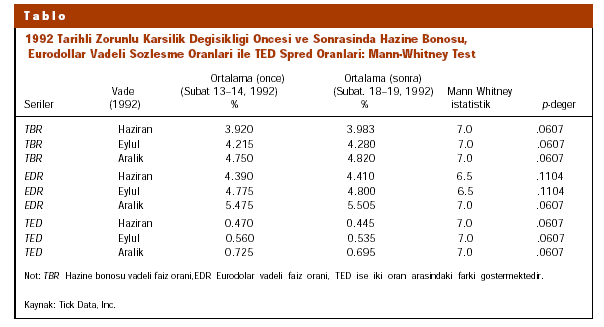 Tablo
1992 Tarihli Zorunlu Karsilik Degisikligi Oncesi ve Sonrasinda Hazine Bonosu,
Eurodollar Vadeli Sozlesme Oranlari ile TED Spred Oranlari: Mann-Whitney Test
Ortalama (once) Ortalama (sonra)
Vade (Subat 13–14, 1992) (Subat. 18–19, 1992) Mann Whitney
Seriler (1992) % % istatistik p-deger
TBR Haziran 3.920 3.983 7.0 .0607
TBR Eylul 4.215 4.280 7.0 .0607
TBR Aralik 4.750 4.820 7.0 .0607
EDR Haziran 4.390 4.410 6.5 .1104
EDR Eylul 4.775 4.800 6.5 .1104
EDR Aralik 5.475 5.505 7.0 .0607
TED Haziran 0.470 0.445 7.0 .0607
TED Eylul 0.560 0.535 7.0 .0607
TED Aralik 0.725 0.695 7.0 .0607
Not: TBR Hazine bonosu vadeli faiz orani,EDR Eurodolar vadeli faiz orani, TED ise iki oran arasindaki farki gostermektedir.
Kaynak: Tick Data, Inc.